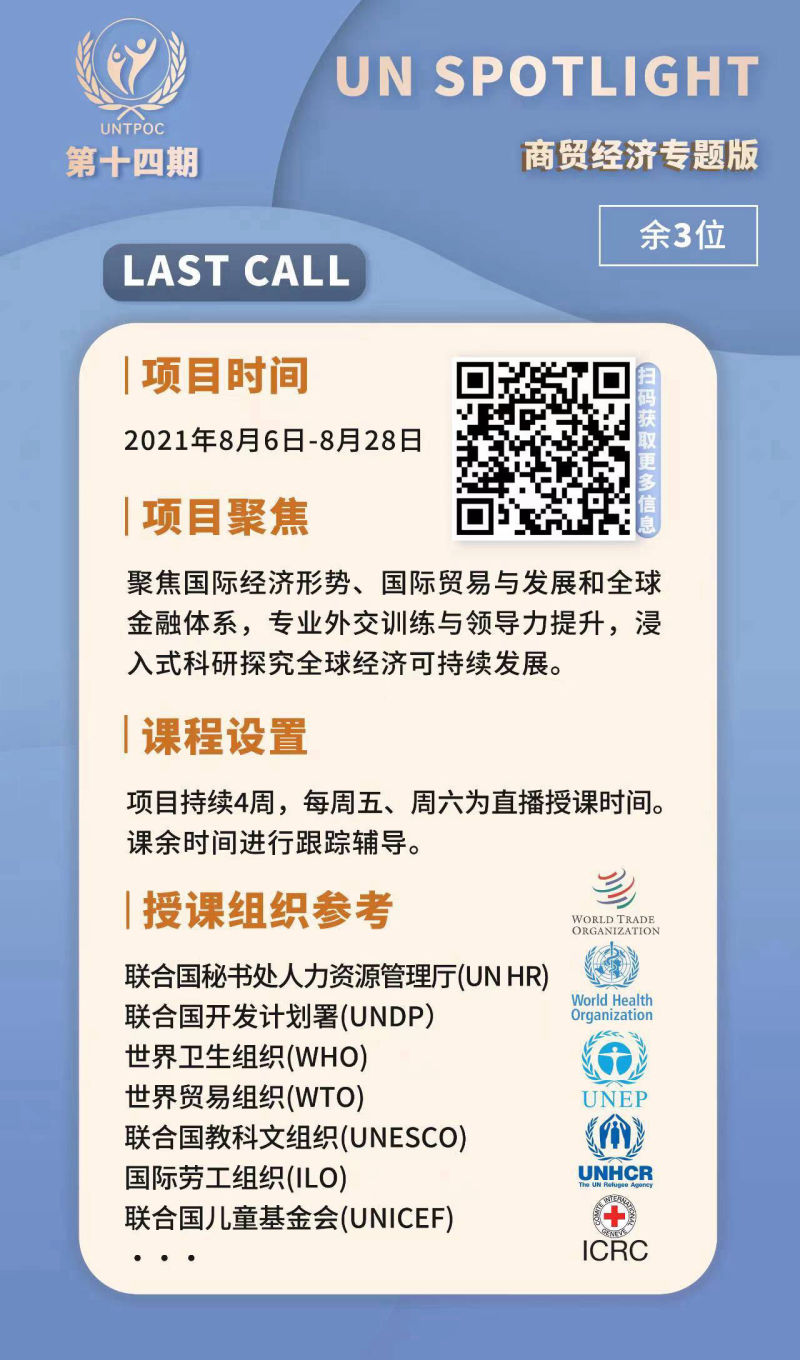 UNTPOC
第十四期
UN SPOTLIGHT
商贸经济专题版
余3位
LAST CALL
项目时间
2021年8月6日-8月28日
扫码获取更多信息
项目聚焦
聚焦国际经济形势、国际贸易与发展和全球
金融体系，专业外交训练与领导力提升，浸
入式科研探究全球经济可持续发展。
课程设置
项目持续4周，每周五、周六为直播授课时间。
课余时间进行跟踪辅导。
授课组织参考
联合国秘书处人力资源管理厅(UN HR)
联合国开发计划署(UNDP）
世界卫生组织(WHO)
世界贸易组织(WTO)
联合国教科文组织(UNESCO)
国际劳工组织(ILO)
联合国儿童基金会(UNICEF)
···
WORLD TRADE
ORGANIZATION
World Health
Organization
UNEP
UNHCR
The UN Refugee Agency
COMITE INTERNATIONAL
GENEVE
ICRC